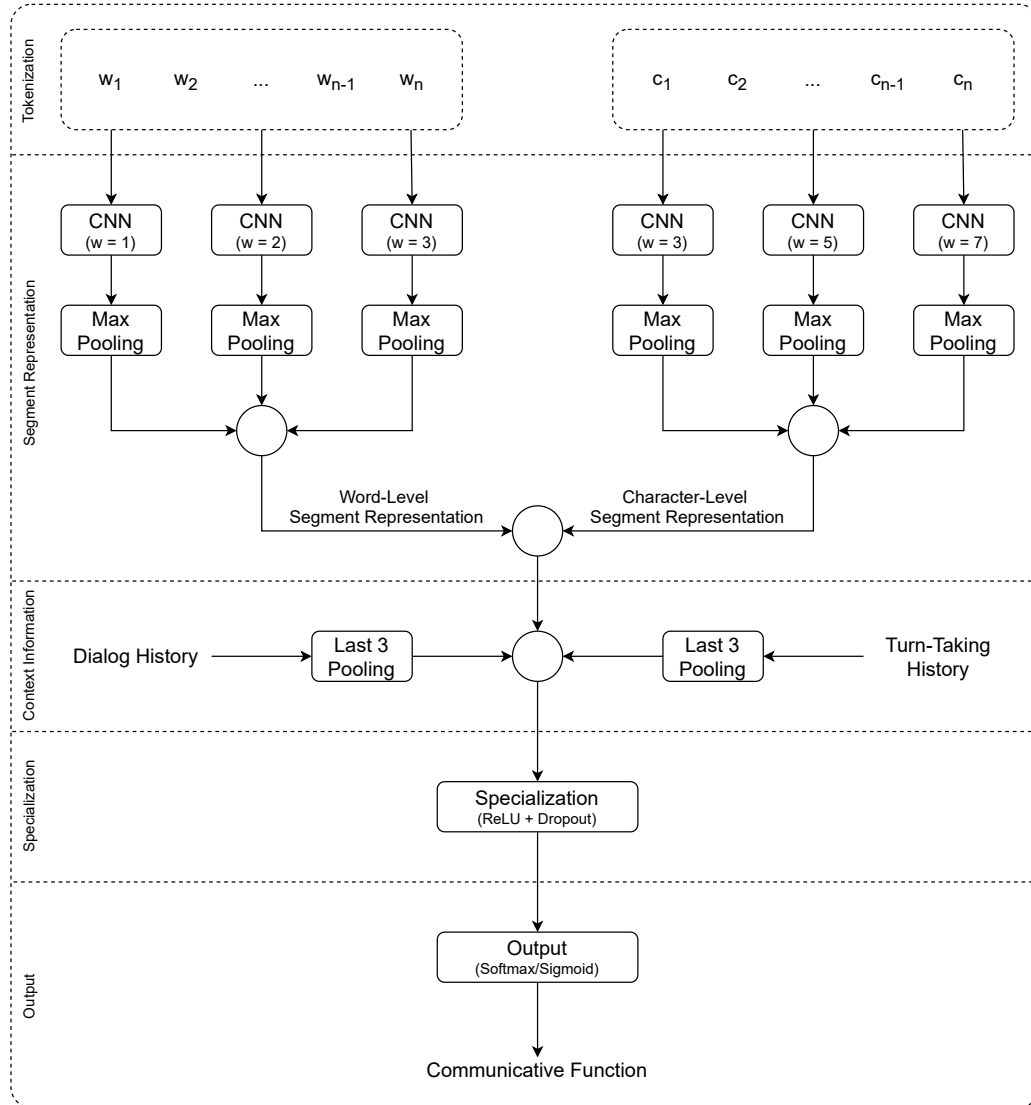 Tokenization
w1 w2 ... wn-1 wn
c1 c2 ... cn-1 cn
Segment Representation
CNN
(w = 1)
CNN
(w = 2)
CNN
(w = 3)
CNN
(w = 3)
CNN
(w = 5)
CNN
(w = 7)
Max
Pooling
Max
Pooling
Max
Pooling
Max
Pooling
Max
Pooling
Max
Pooling
Word-Level
Segment Representation
Character-Level
Segment Representation
Context Information
Dialog History
Last 3
Pooling
Last 3
Pooling
Turn-Taking
History
Specialization
Specialization
(ReLU + Dropout)
Output
Output
(Softmax/Sigmoid)
Communicative Function